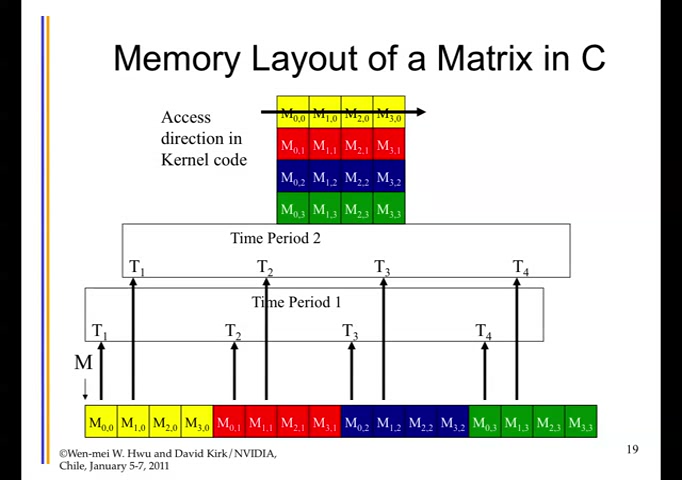 Memory Layout of a Matrix in C
Access
direction in
Kernel code
M0,0 M1,0 M2,0 M3,0
M0,1 M1,1 M2,1 M3,1
M0,2 M1,2 M2,2 M3,2
M0,3 M1,3 M2,3 M3,3
Time Period 2
T1 T2 T3 T4
Time Period 1
T1 T2 T3 T4
M
M0,0 M1,0 M2,0 M3,0 M0,1 M1,1 M2,1 M3,1 M0,2 M1,2 M2,2 M3,2 M0,3 M1,3 M2,3 M3,3
©Wen-mei W. Hwu and David Kirk/NVIDIA,
Chile, January 5-7, 2011
19